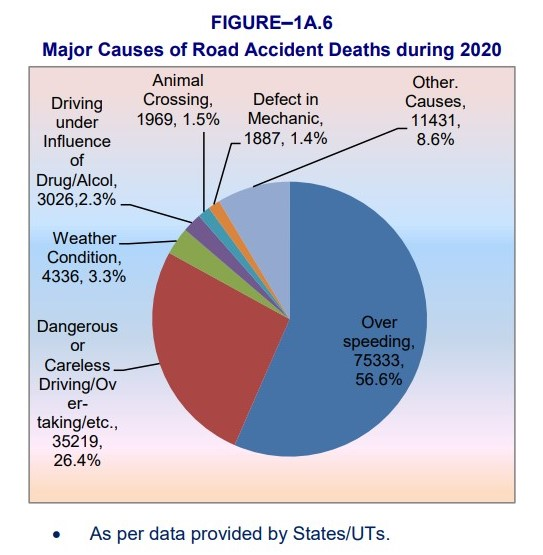 FIGURE–1A.6
Major Causes of Road Accident Deaths during 2020
Animal
Crossing,
1969, 1.5%
Defect in
Mechanic,
1887, 1.4%
Other.
Causes,
11431,
8.6%
Driving
under
Influence
of
Drug/Alcol,
3026,2.3%
Weather
Condition,
4336, 3.3%
Dangerous
or
Careless
Driving/Ov
er-
taking/etc.,
35219,
26.4%
Over
speeding,
75333,
56.6%
• As per data provided by States/UTs.